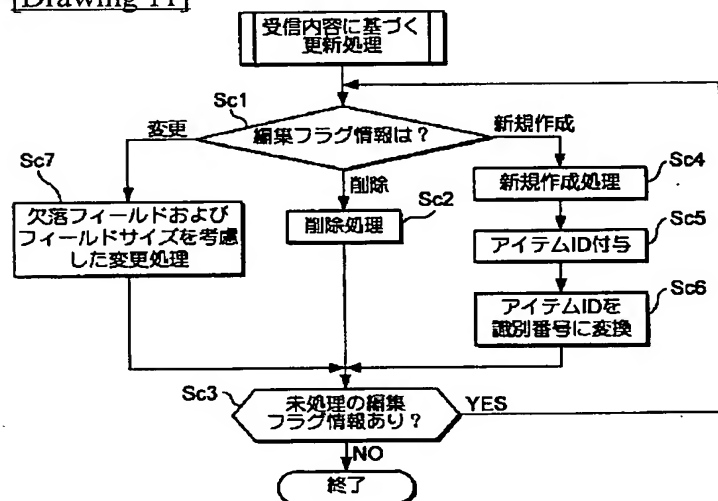 [Drawing 11]
受信内容に基づく
更新処理
Sc1
変更
編集フラグ情報は？
新規作成
Sc7
削除
Sc4
新規作成処理
欠落フィールドおよび
フィールドサイズを考慮
した変更処理
Sc2
削除処理
Sc5
アイテムID付与
Sc6
アイテムIDを
識別番号に変換
Sc3
未処理の編集
フラグ情報あり？
YES
NO
終了